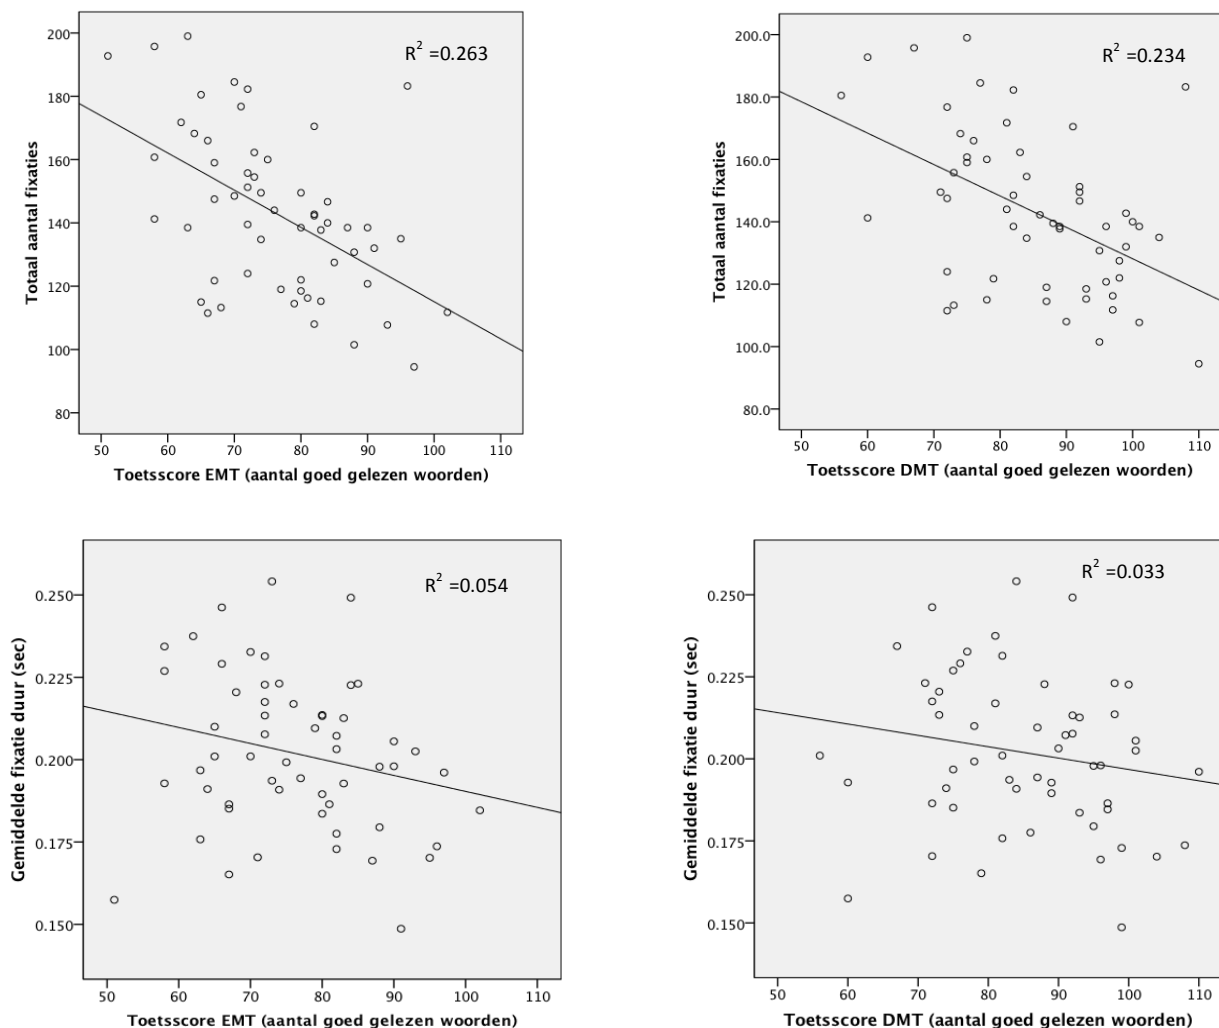 R² =0.263
Totaal aantal fixaties
200
180
160
140
120
100
80
50 60 70 80 90 100 110
Toetsscore EMT (aantal goed gelezen woorden)
R² =0.234
Totaal aantal fixaties
200.0
180.0
160.0
140.0
120.0
100.0
80.0
50 60 70 80 90 100 110
Toetsscore DMT (aantal goed gelezen woorden)
R² =0.054
Gemiddelde fixatie duur (sec)
0.250
0.225
0.200
0.175
0.150
50 60 70 80 90 100 110
Toetsscore EMT (aantal goed gelezen woorden)
R² =0.033
Gemiddelde fixatie duur (sec)
0.250
0.225
0.200
0.175
0.150
50 60 70 80 90 100 110
Toetsscore DMT (aantal goed gelezen woorden)